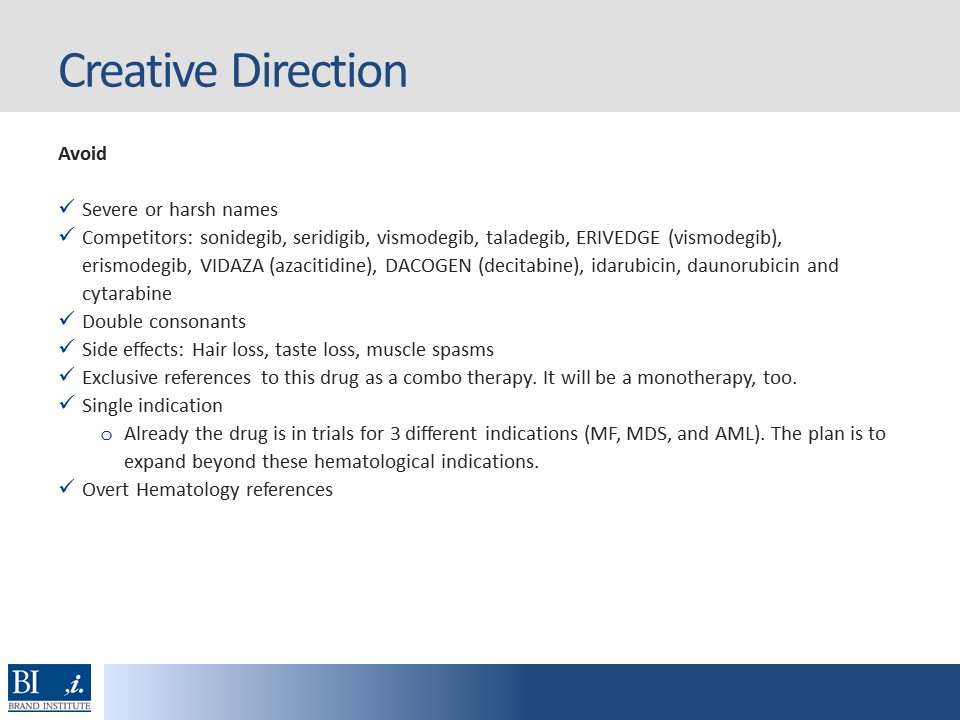 Creative Direction
Avoid
✓ Severe or harsh names
✓ Competitors: sonidegib, seridigib, vismodegib, taladegib, ERIVEDGE (vismodegib),
erismodegib, VIDAZA (azacitidine), DACOGEN (decitabine), idarubicin, daunorubicin and
cytarabine
✓ Double consonants
✓ Side effects: Hair loss, taste loss, muscle spasms
✓ Exclusive references to this drug as a combo therapy. It will be a monotherapy, too.
✓ Single indication
o Already the drug is in trials for 3 different indications (MF, MDS, and AML). The plan is to
expand beyond these hematological indications.
✓ Overt Hematology references
BI ,i.
BRAND INSTITUTE